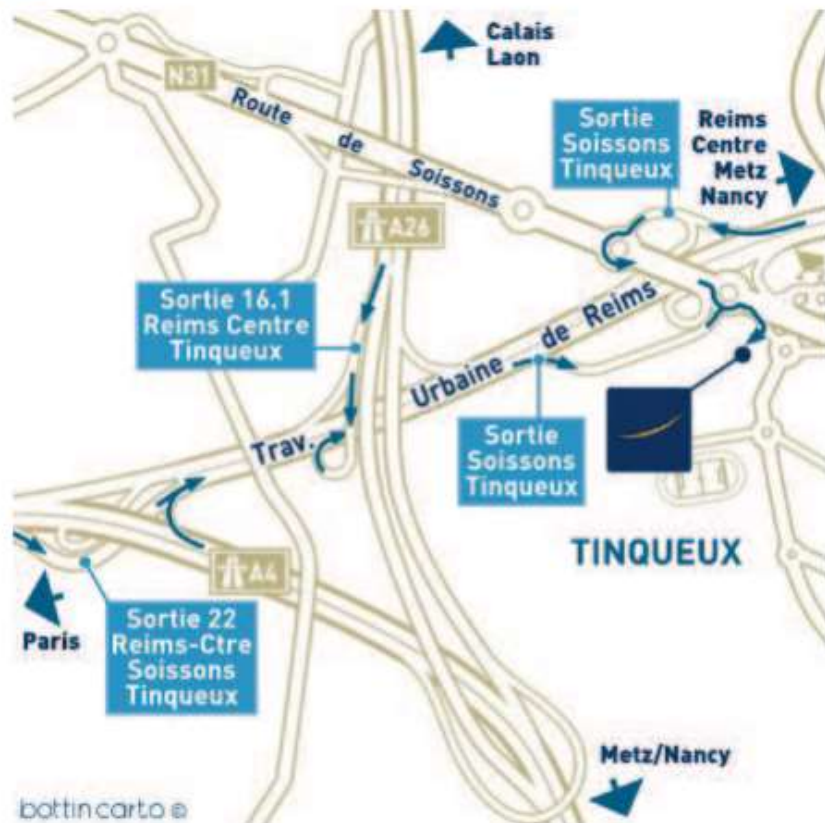 Calais
Laon
N31
Route de Soissons
Sortie
Soissons
Tinqueux
Reims
Centre
Metz
Nancy
A26
Sortie 16.1
Reims Centre
Tinqueux
Trav. Urbaine de Reims
Sortie
Soissons
Tinqueux
TINQUEUX
A4
Paris
Sortie 22
Reims-Ctre
Soissons
Tinqueux
Metz/Nancy
bottincarto ©